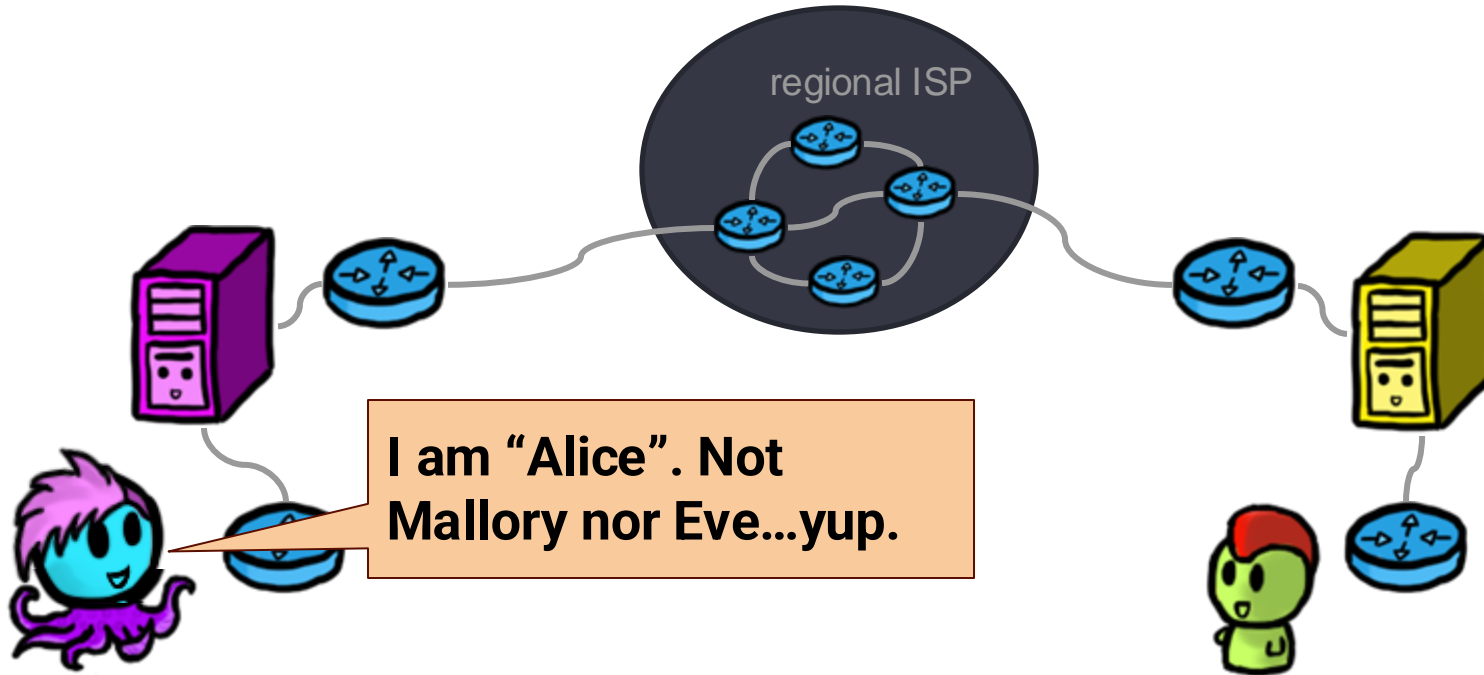 regional ISP
I am “Alice”. Not
Mallory nor Eve...yup.